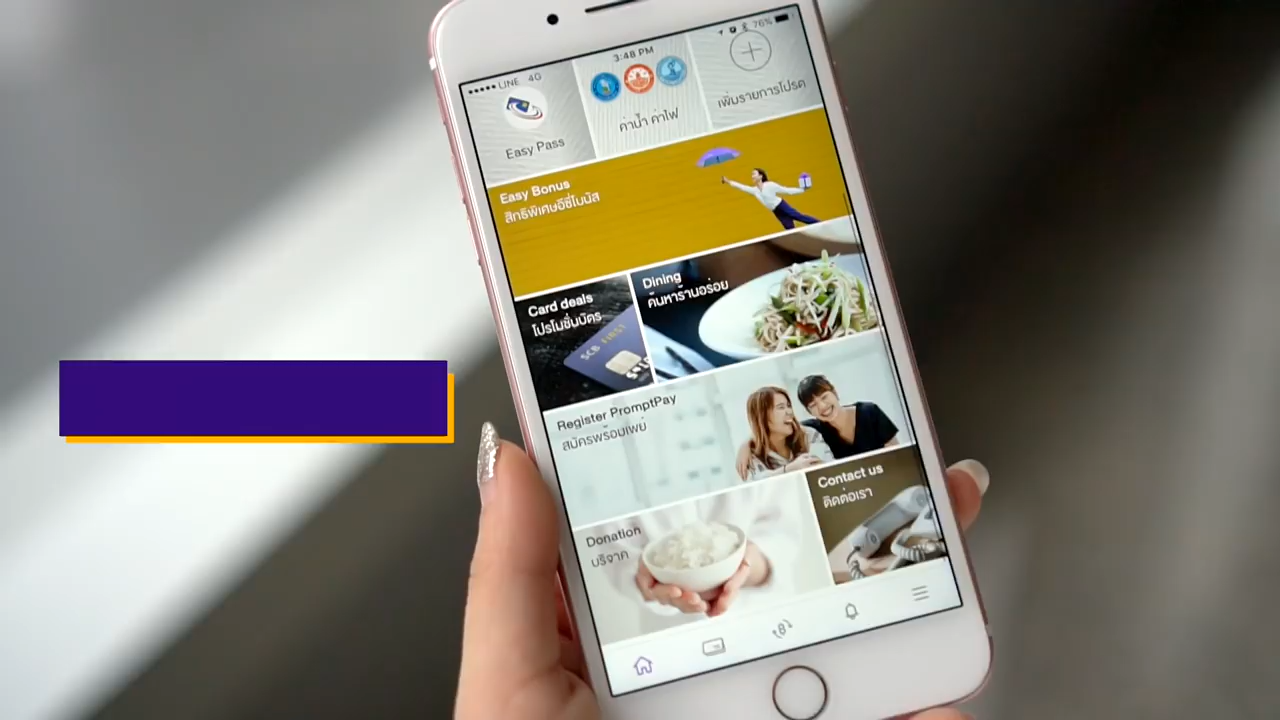 LINE 4G
3:48 PM
76%
Easy Pass
ค่าน้ำ ค่าไฟ
เพิ่มรายการโปรด
Easy Bonus
สิทธิพิเศษอีซี่โบนัส
Card deals
โปรโมชั่นบัตร
SCB FIRST
Dining
ค้นหาร้านอร่อย
Register PromptPay
สมัครพร้อมเพย์
Donation
บริจาค
Contact us
ติดต่อเรา